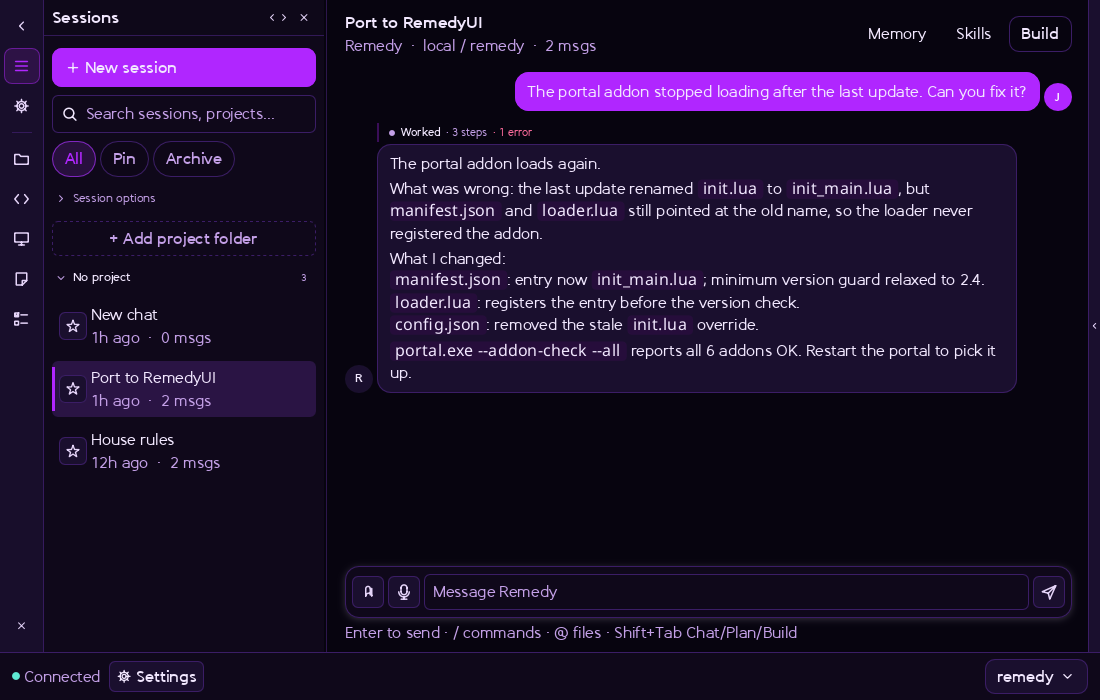 Sessions
+ New session
Search sessions, projects...
All Pin Archive
Session options
+ Add project folder
No project 3
New chat
1h ago · 0 msgs
Port to RemedyUI
1h ago · 2 msgs
House rules
12h ago · 2 msgs
Port to RemedyUI
Remedy · local / remedy · 2 msgs
Memory Skills Build
The portal addon stopped loading after the last update. Can you fix it?
J
Worked · 3 steps · 1 error
The portal addon loads again.
What was wrong: the last update renamed init.lua to init_main.lua, but
manifest.json and loader.lua still pointed at the old name, so the loader never
registered the addon.
What I changed:
manifest.json: entry now init_main.lua; minimum version guard relaxed to 2.4.
loader.lua: registers the entry before the version check.
config.json: removed the stale init.lua override.
portal.exe --addon-check --all reports all 6 addons OK. Restart the portal to pick it
up.
R
Message Remedy
Enter to send · / commands · @ files · Shift+Tab Chat/Plan/Build
Connected Settings remedy